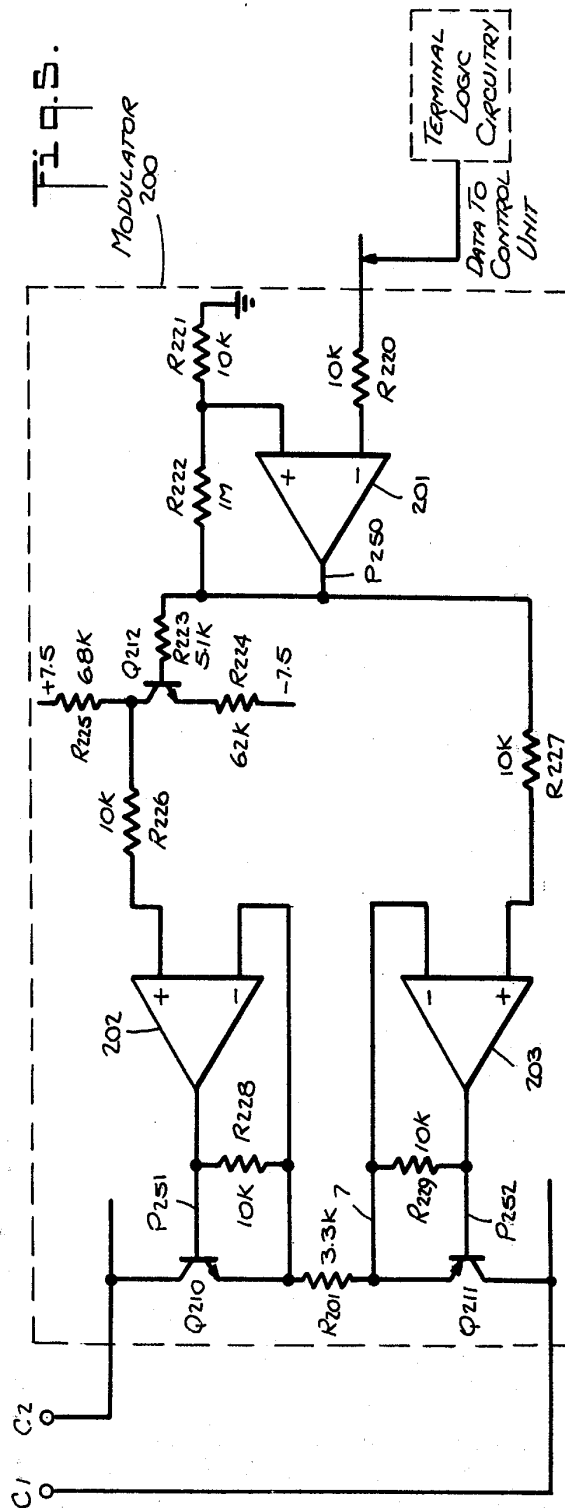 Fig. 5.
MODULATOR
200
C2
C1
P251
Q210
R228
10K
R201
3.3K
7
R229
10K
Q211
P252
202
+
-
203
-
+
10K
R226
+7.5
R225
68K
Q212
R223
5.1K
R224
62K
-7.5
10K
R227
R222
1M
R221
10K
201
+
-
P250
10K
R220
DATA TO
CONTROL
UNIT
TERMINAL
LOGIC
CIRCUITRY